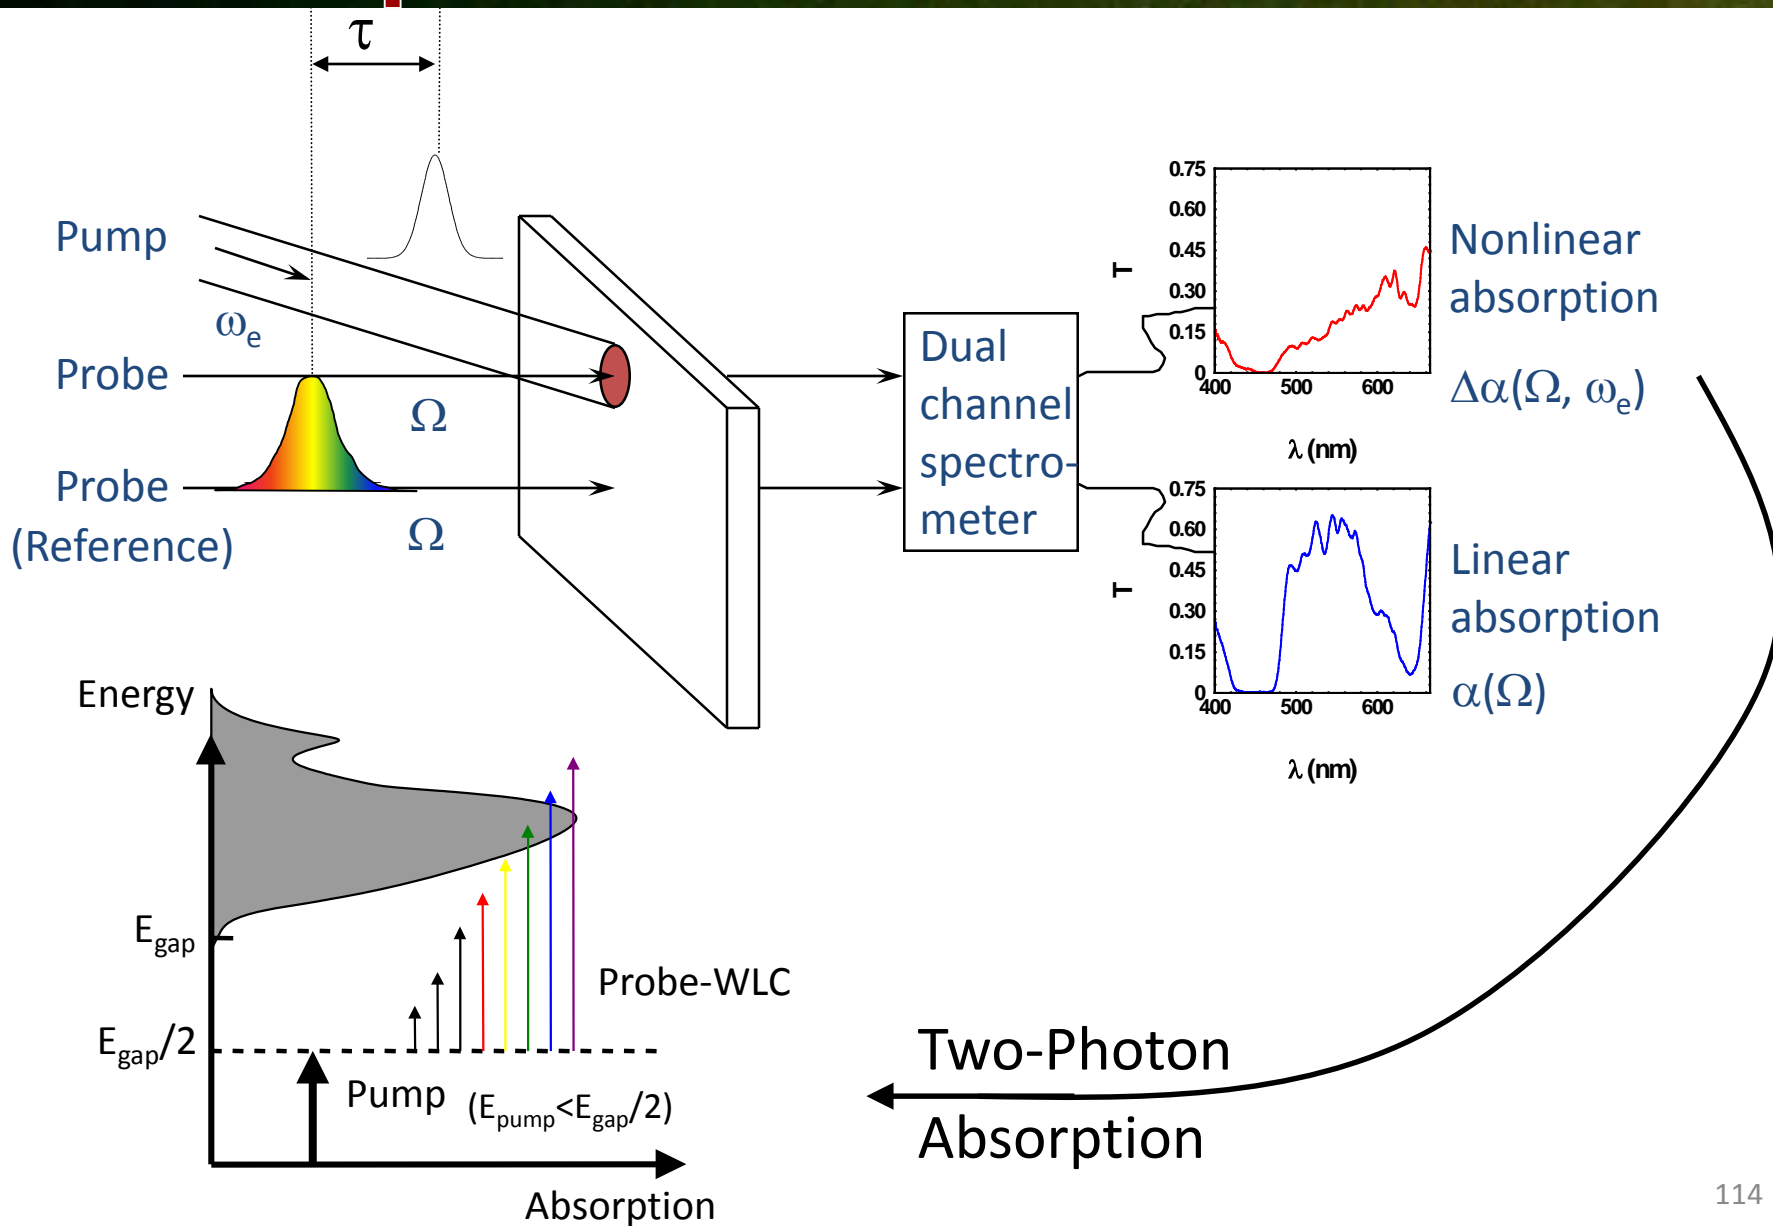 τ
Pump
ωe
Probe
Ω
Probe
(Reference)
Ω
Dual
channel
spectro-
meter
0.75
0.60
0.45
0.30
0.15
0
T
400 500 600
λ (nm)
Nonlinear
absorption
Δα(Ω, ωe)
0.75
0.60
0.45
0.30
0.15
0
T
400 500 600
λ (nm)
Linear
absorption
α(Ω)
Energy
Egap
Egap/2
Probe-WLC
Pump (Epump<Egap/2)
Absorption
Two-Photon
Absorption
114